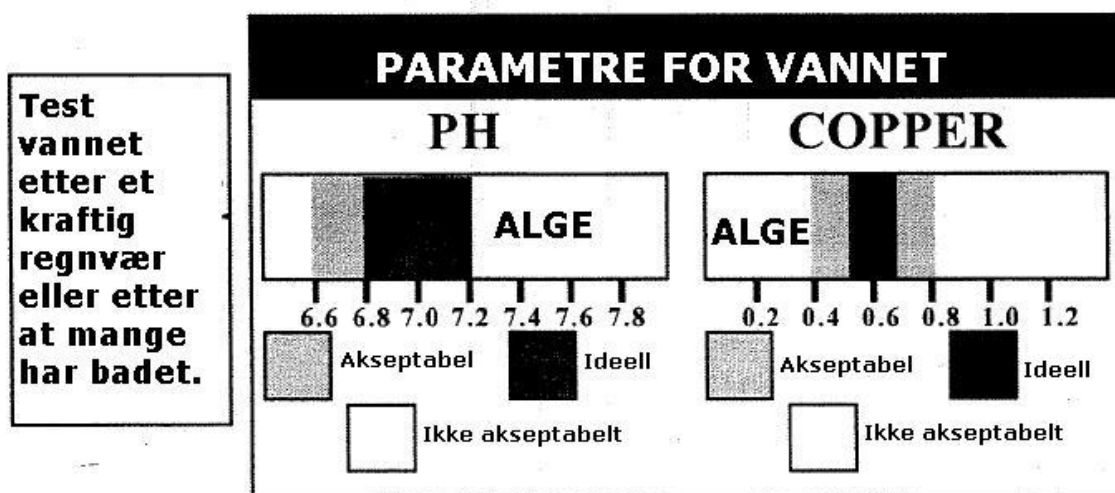 Test
vannet
etter et
kraftig
regnvær
eller etter
at mange
har badet.
PARAMETRE FOR VANNET
PH
ALGE
6.6 6.8 7.0 7.2 7.4 7.6 7.8
Akseptabel
Ideell
Ikke akseptabelt
COPPER
ALGE
0.2 0.4 0.6 0.8 1.0 1.2
Akseptabel
Ideell
Ikke akseptabelt